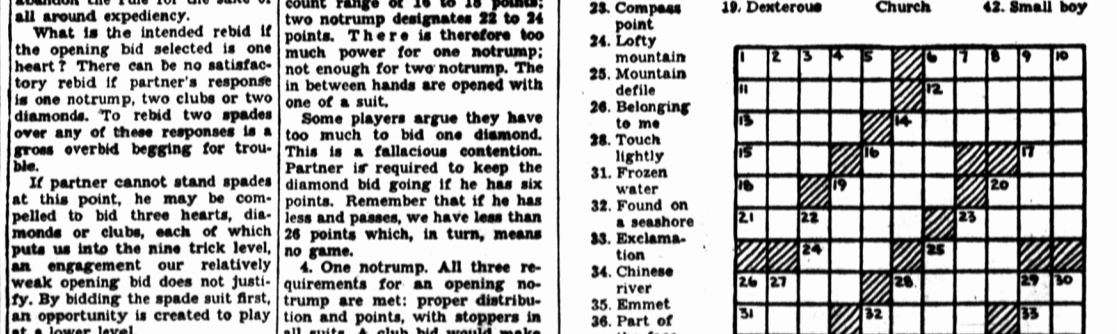 abandon the rule for the sake of
all around expediency.
What is the intended rebid if
the opening bid selected is one
heart? There can be no satisfac-
tory rebid if partner's response
is one notrump, two clubs or two
diamonds. To rebid two spades
over any of these responses is a
gross overbid begging for trou-
ble.
If partner cannot stand spades
at this point, he may be com-
pelled to bid three hearts, dia-
monds or clubs, each of which
puts us into the nine trick level,
an engagement our relatively
weak opening bid does not justi-
fy. By bidding the spade suit first,
an opportunity is created to play
at a lower level.
count range of 16 to 18 points;
two notrump designates 22 to 24
points. There is therefore too
much power for one notrump;
not enough for two notrump. The
in between hands are opened with
one of a suit.
Some players argue they have
too much to bid one diamond.
This is a fallacious contention.
Partner is required to keep the
diamond bid going if he has six
points. Remember that if he has
less and passes, we have less than
26 points which, in turn, means
no game.
4. One notrump. All three re-
quirements for an opening no-
trump are met: proper distribu-
tion and points, with stoppers in
all suits. A club bid would make
23. Compass
point
24. Lofty
mountain
25. Mountain
defile
26. Belonging
to me
28. Touch
lightly
31. Frozen
water
32. Found on
a seashore
33. Exclama-
tion
34. Chinese
river
35. Emmet
36. Part of
the face
19. Dexterous
Church
42. Small boy
1 2 3 4 5 6 7 8 9 10
11 12
13 14
15 16 17
18 19 20
21 22 23
24 25
26 27 28 29 30
31 32 33